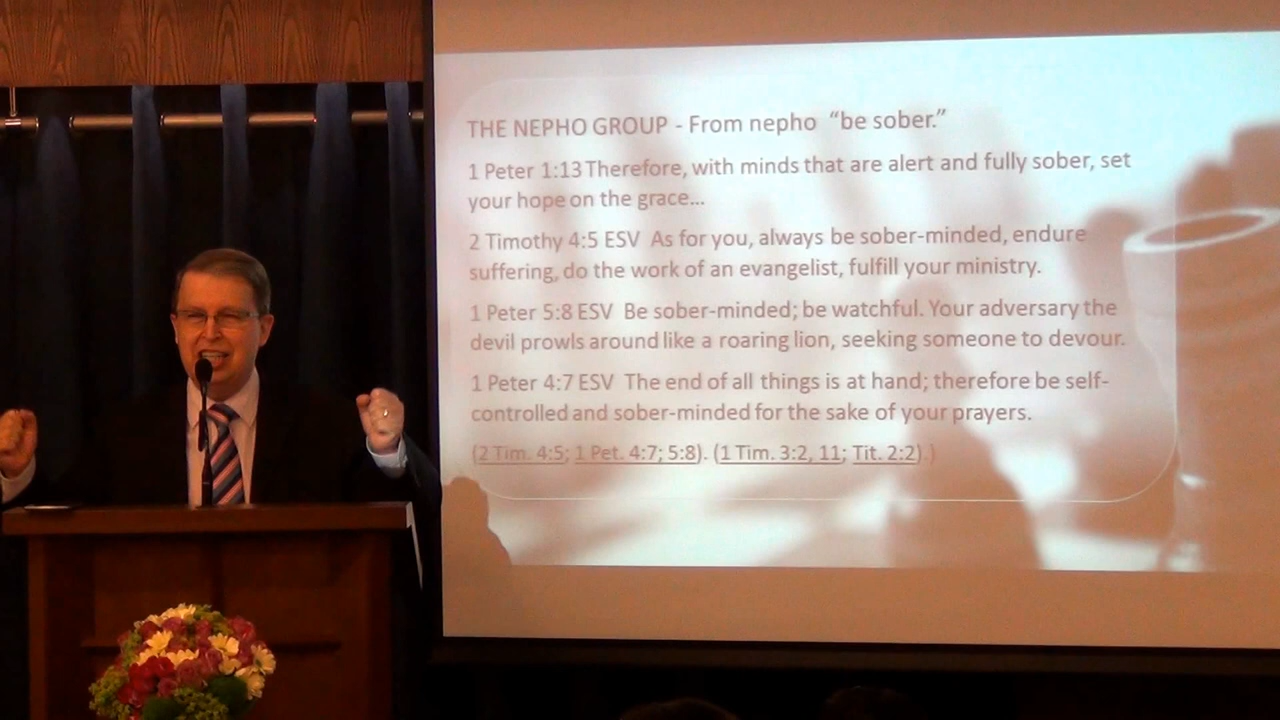 THE NEPHO GROUP - From nepho “be sober.”
1 Peter 1:13 Therefore, with minds that are alert and fully sober, set
your hope on the grace...
2 Timothy 4:5 ESV As for you, always be sober-minded, endure
suffering, do the work of an evangelist, fulfill your ministry.
1 Peter 5:8 ESV Be sober-minded; be watchful. Your adversary the
devil prowls around like a roaring lion, seeking someone to devour.
1 Peter 4:7 ESV The end of all things is at hand; therefore be self-
controlled and sober-minded for the sake of your prayers.
(2 Tim. 4:5; 1 Pet. 4:7; 5:8). (1 Tim. 3:2, 11; Tit. 2:2).)